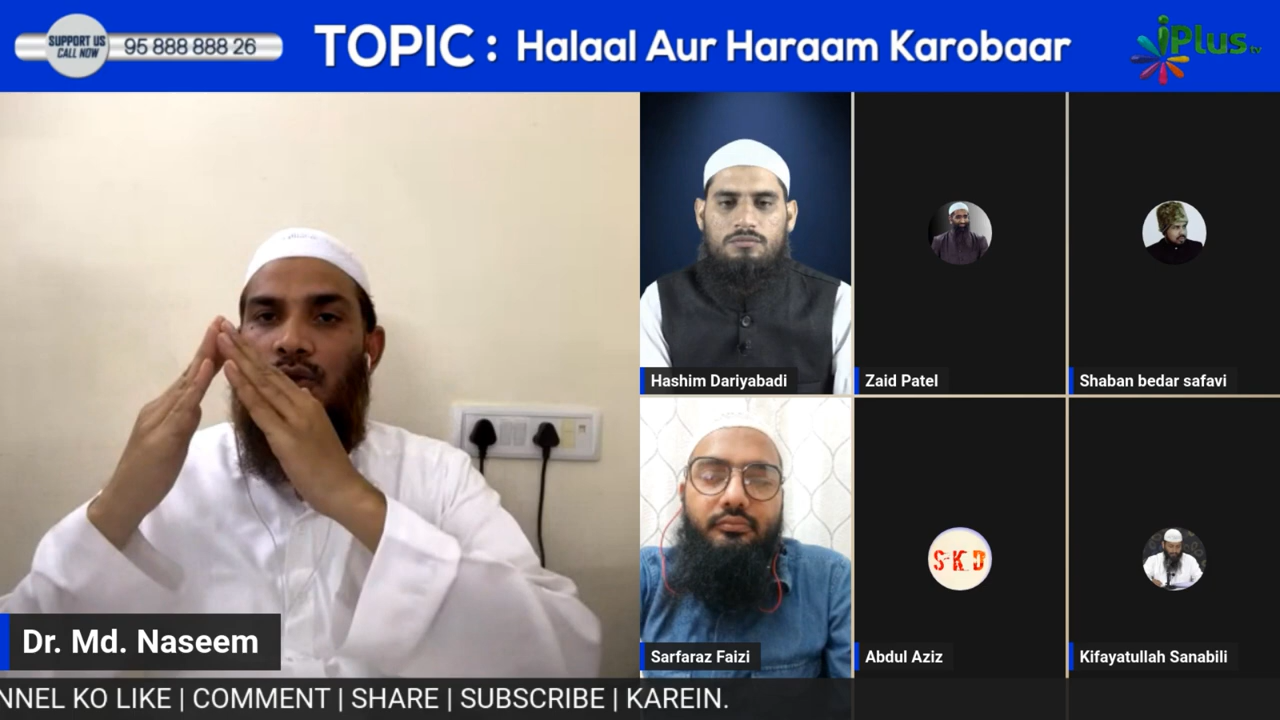 SUPPORT US
CALL NOW
95 888 888 26
TOPIC : Halaal Aur Haraam Karobaar
iPlus tv
Hashim Dariyabadi
Zaid Patel
Shaban bedar safavi
S K D
Dr. Md. Naseem
Sarfaraz Faizi
Abdul Aziz
Kifayatullah Sanabili
NNEL KO LIKE | COMMENT | SHARE | SUBSCRIBE | KAREIN.